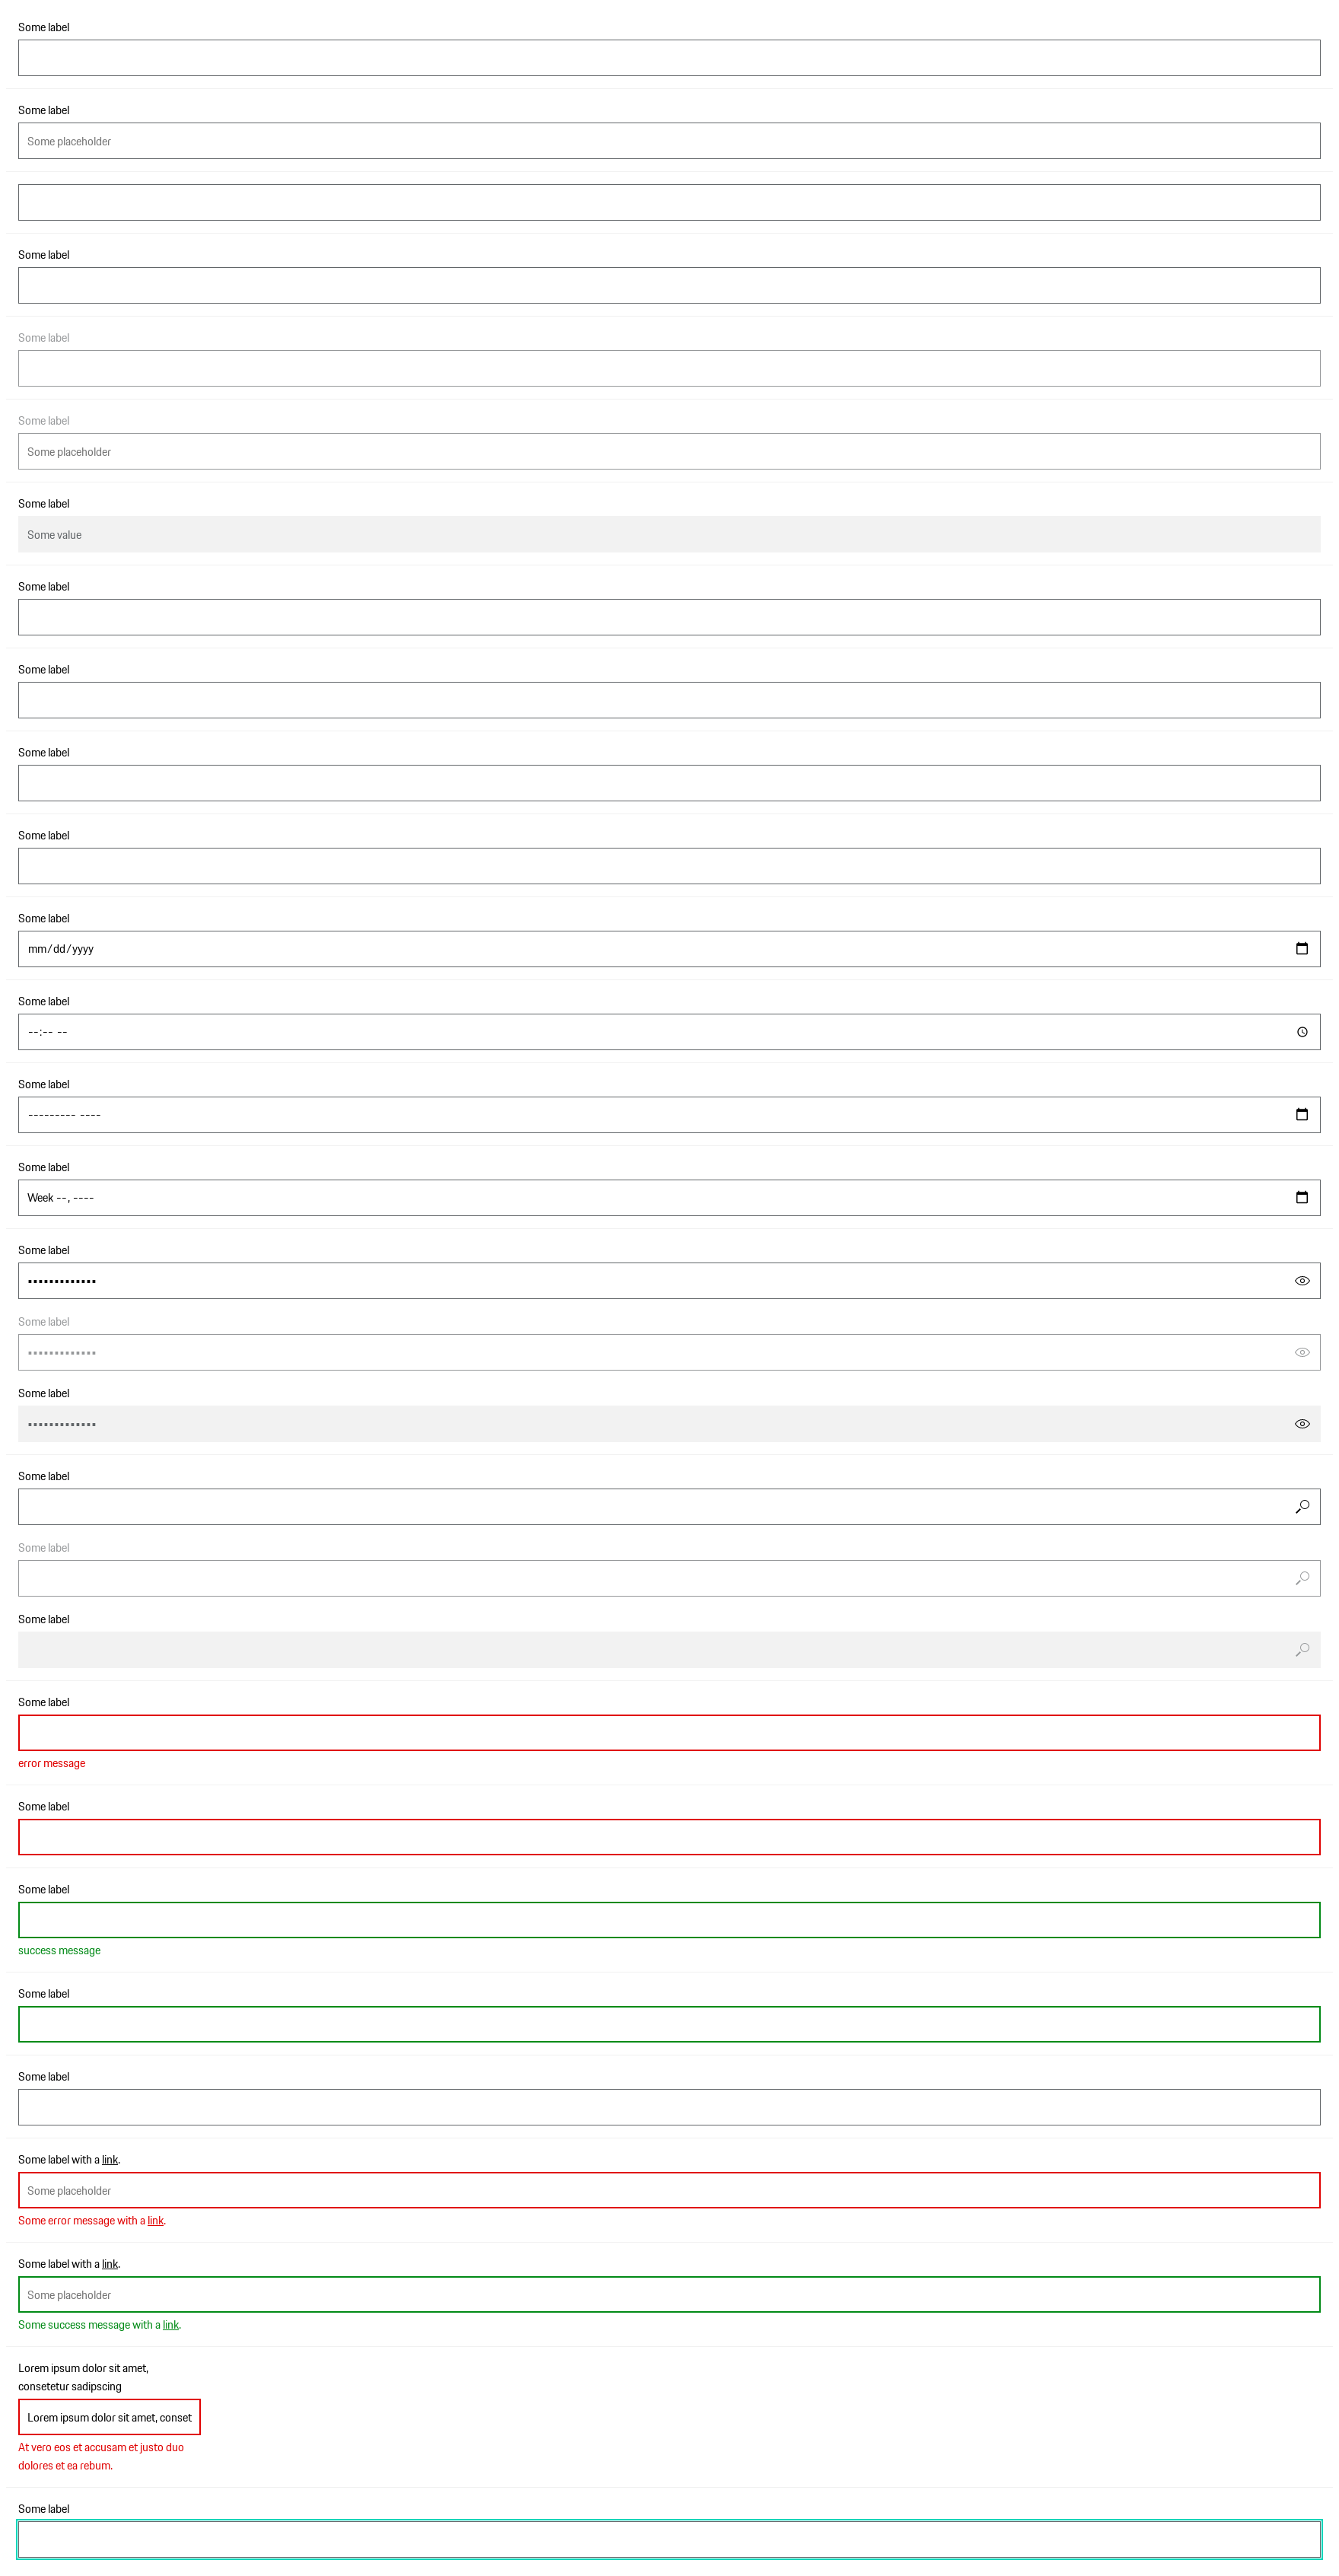 Some label
Some label
Some placeholder
Some label
Some label
Some label
Some placeholder
Some label
Some value
Some label
Some label
Some label
Some label
Some label
mm/dd/yyyy
Some label
--:-- --
Some label
--------- ----
Some label
Week --, ----
Some label
•••••••••••••
Some label
•••••••••••••
Some label
•••••••••••••
Some label
Some label
Some label
Some label
error message
Some label
Some label
success message
Some label
Some label
Some label with a link.
Some placeholder
Some error message with a link.
Some label with a link.
Some placeholder
Some success message with a link.
Lorem ipsum dolor sit amet,
consetetur sadipscing
Lorem ipsum dolor sit amet, conset
At vero eos et accusam et justo duo
dolores et ea rebum.
Some label